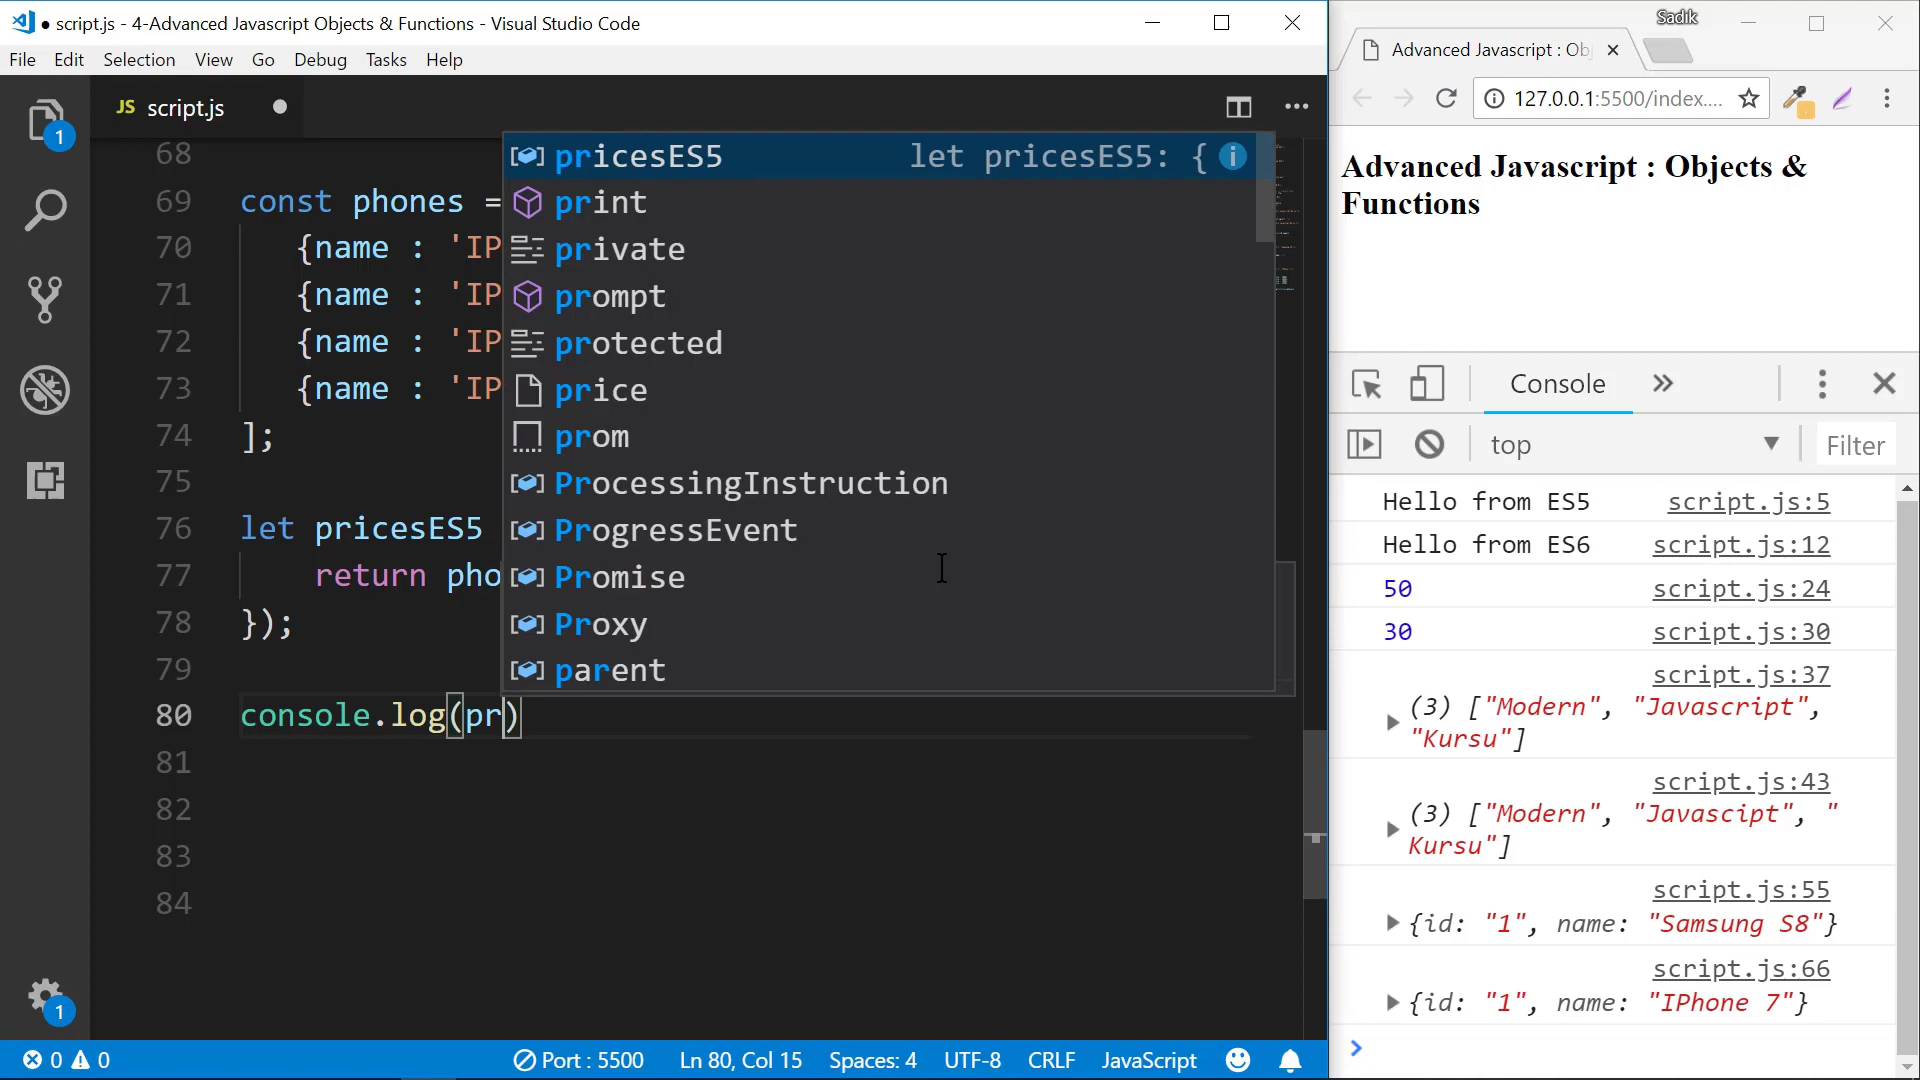 ● script.js - 4-Advanced Javascript Objects & Functions - Visual Studio Code
File Edit Selection View Go Debug Tasks Help
1
JS script.js
68
69 const phones =
70 {name : 'IP
71 {name : 'IP
72 {name : 'IP
73 {name : 'IP
74 ];
75
76 let pricesES5
77 return pho
78 });
79
80 console.log(pr)
81
82
83
84
pricesES5 let pricesES5: {
print
private
prompt
protected
price
prom
ProcessingInstruction
ProgressEvent
Promise
Proxy
parent
1
0 0 Port : 5500 Ln 80, Col 15 Spaces: 4 UTF-8 CRLF JavaScript
Sadik
Advanced Javascript : Ob
127.0.0.1:5500/index....
Advanced Javascript : Objects &
Functions
Console
top Filter
Hello from ES5 script.js:5
Hello from ES6 script.js:12
50 script.js:24
30 script.js:30
script.js:37
(3) ["Modern", "Javascript",
"Kursu"]
script.js:43
(3) ["Modern", "Javascipt", "
Kursu"]
script.js:55
{id: "1", name: "Samsung S8"}
script.js:66
{id: "1", name: "IPhone 7"}